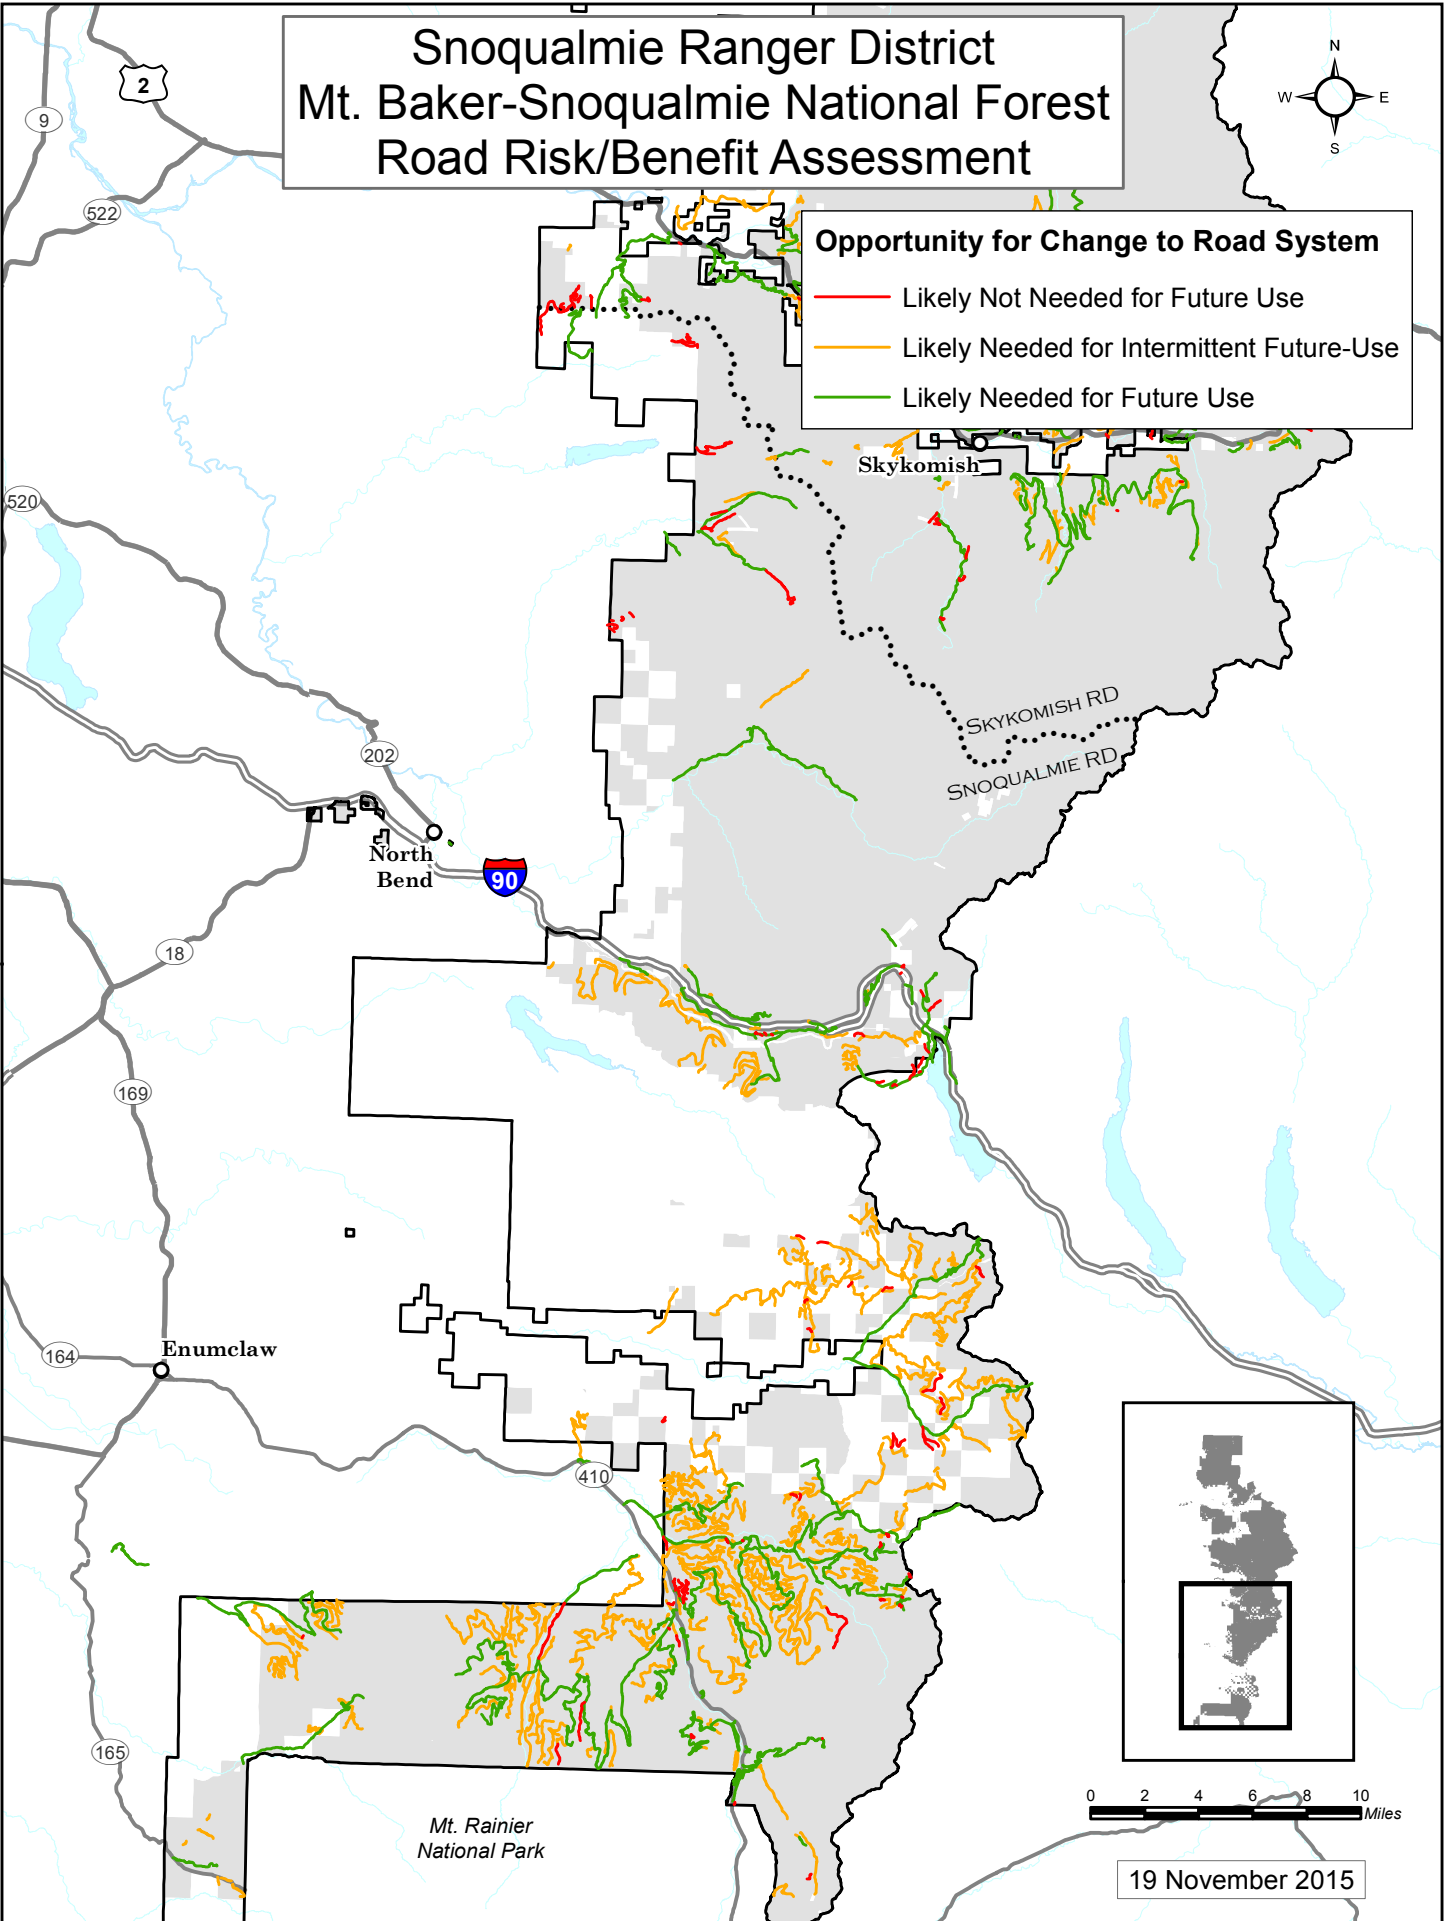 Snoqualmie Ranger District
Mt. Baker-Snoqualmie National Forest
Road Risk/Benefit Assessment
N
W E
S
2
9
522
Opportunity for Change to Road System
Likely Not Needed for Future Use
Likely Needed for Intermittent Future-Use
Likely Needed for Future Use
Skykomish
520
SKYKOMISH RD
SNOQUALMIE RD
202
North
Bend
90
18
169
Enumclaw
164
410
165
Mt. Rainier
National Park
0 2 4 6 8 10
Miles
19 November 2015